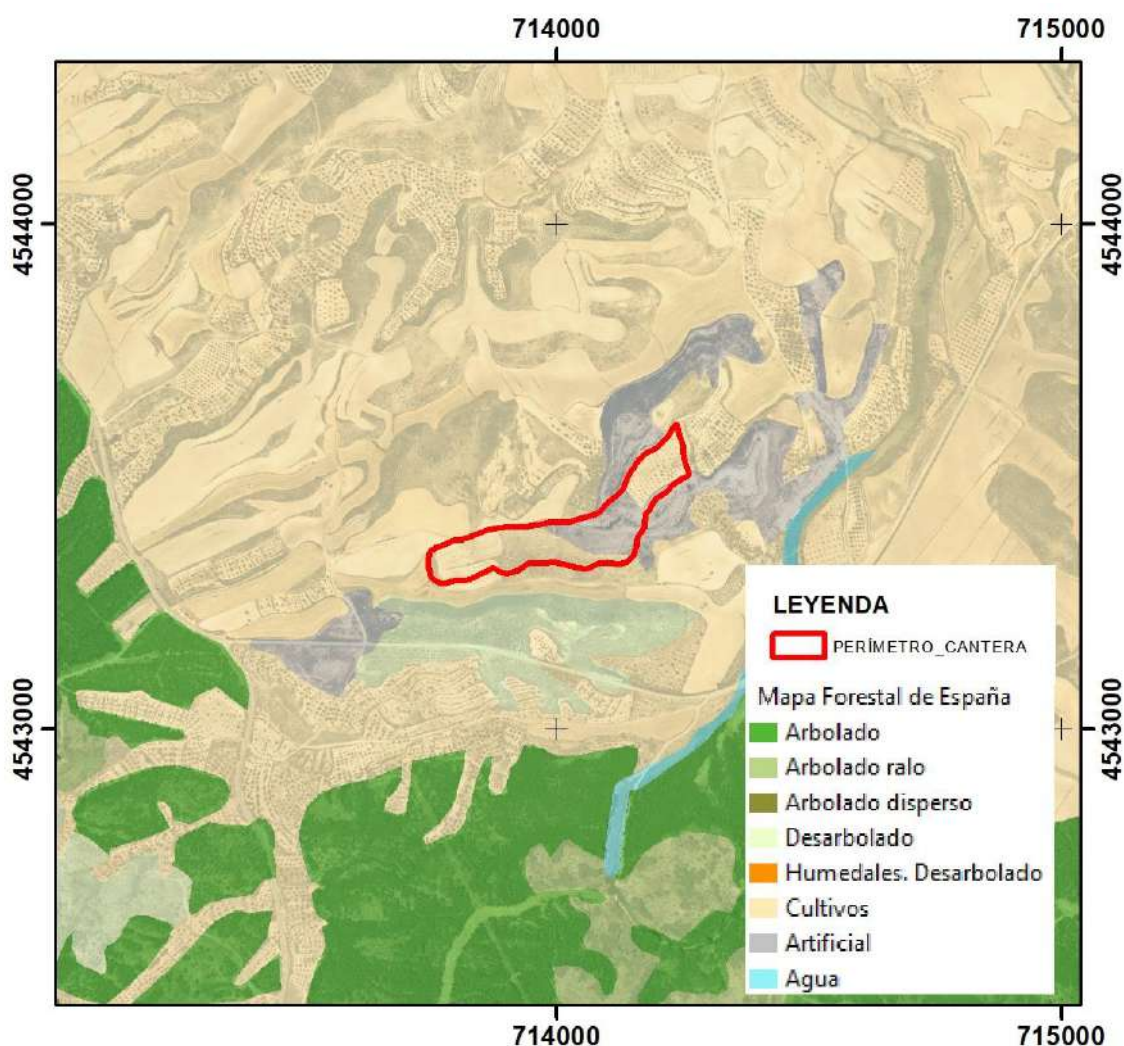 714000
715000
4544000
4544000
LEYENDA
PERÍMETRO_CANTERA
Mapa Forestal de España
Arbolado
Arbolado ralo
Arbolado disperso
Desarbolado
Humedales. Desarbolado
Cultivos
Artificial
Agua
4543000
4543000
714000
715000